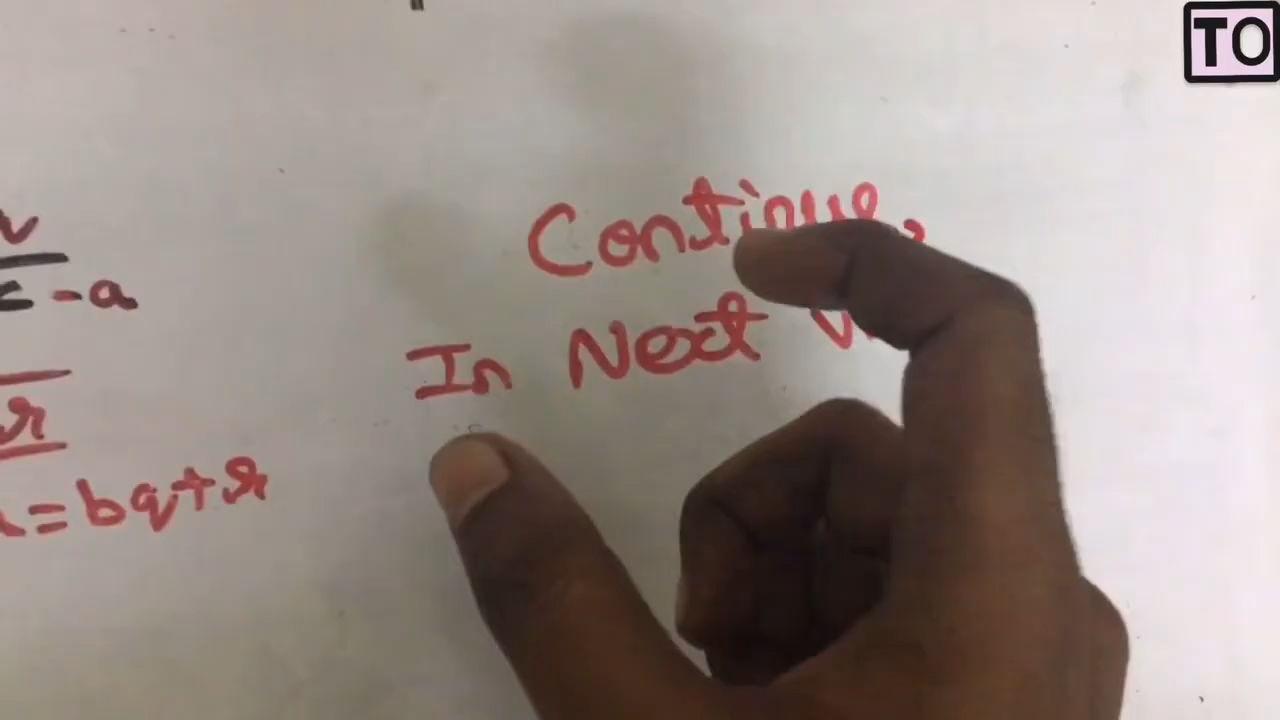 TO
Continue,
In Next
- a
r
= bq + r